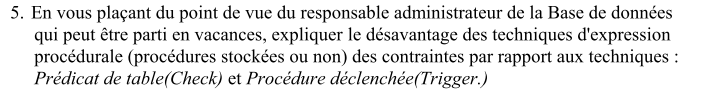 5. En vous plaçant du point de vue du responsable administrateur de la Base de données
qui peut être parti en vacances, expliquer le désavantage des techniques d'expression
procédurale (procédures stockées ou non) des contraintes par rapport aux techniques :
Prédicat de table(Check) et Procédure déclenchée(Trigger.)